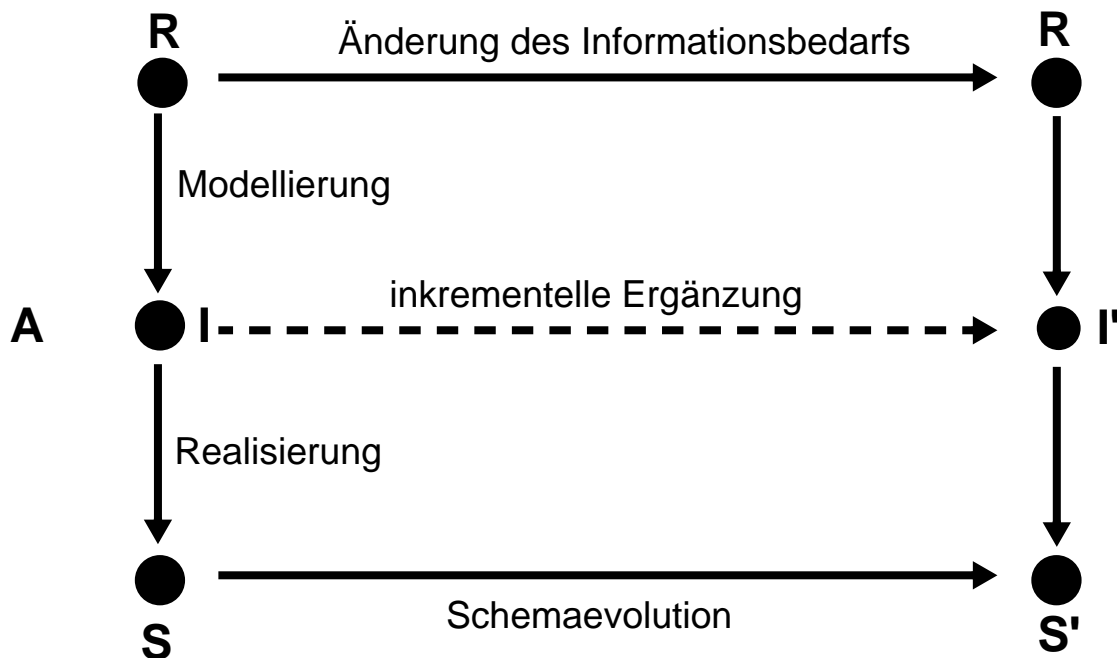 R
Änderung des Informationsbedarfs
R
Modellierung
A
I
inkrementelle Ergänzung
I'
Realisierung
Schemaevolution
S
S'